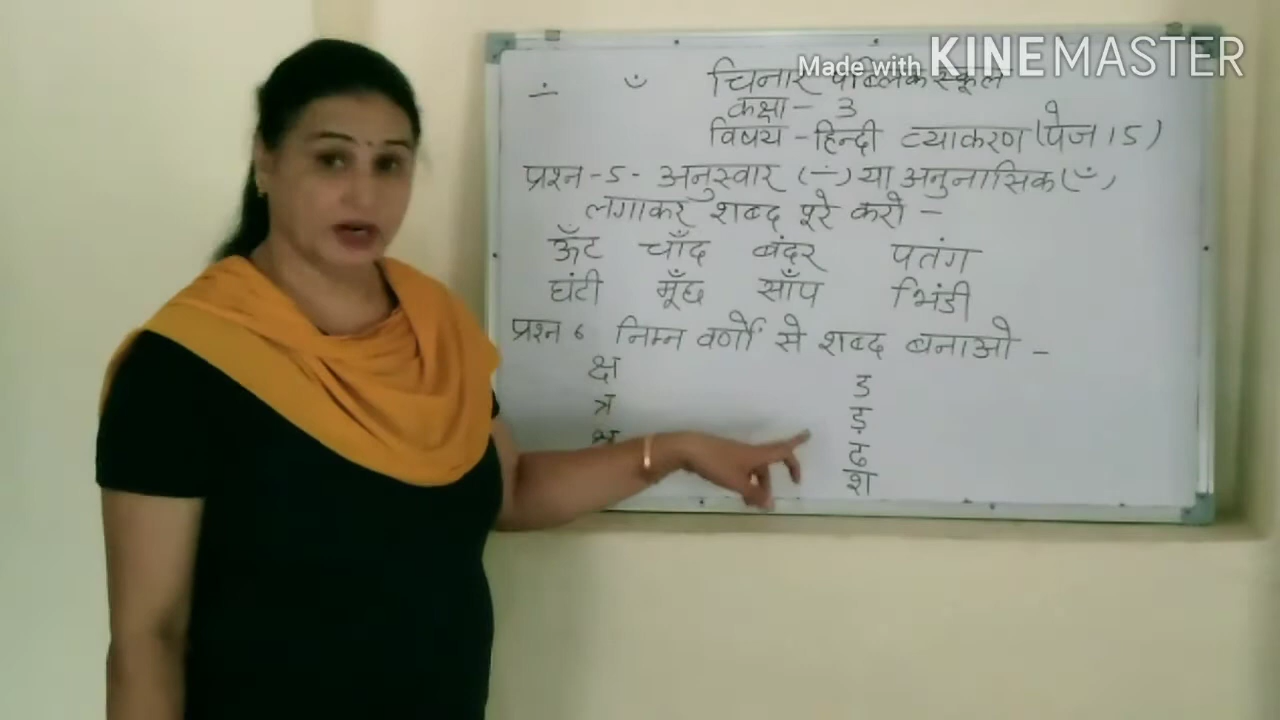 Made with KINEMASTER
चिनार पब्लिक स्कूल
कक्षा - 3
विषय - हिन्दी व्याकरण (पेज 15)
प्रश्न -5- अनुस्वार (ं) या अनुनासिक (ँ)
लगाकर शब्द पूरे करो -
ऊँट चाँद बंदर पतंग
घंटी मूँछ साँप भिंडी
प्रश्न 6 निम्न वर्णों से शब्द बनाओ -
क्ष ड
त्र ड़
ढ
श